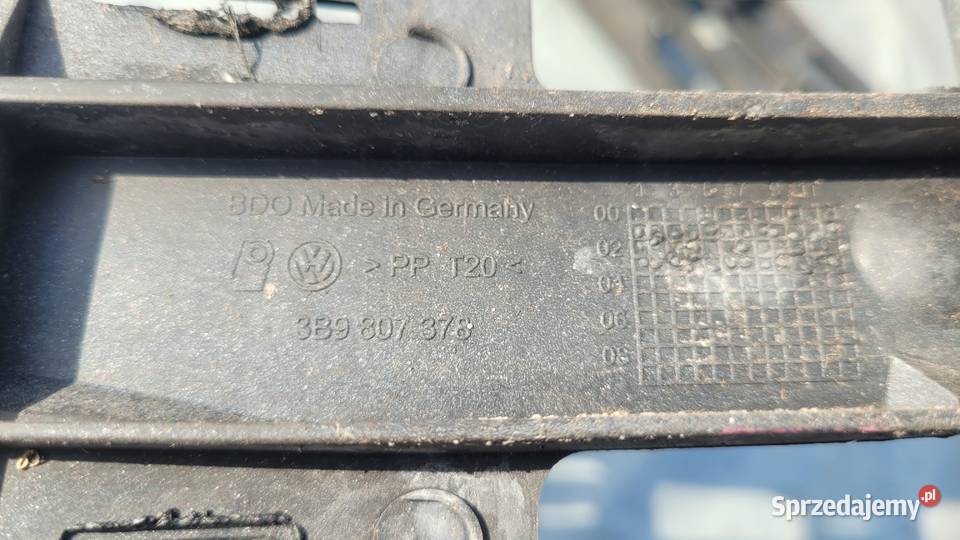 BDO Made in Germany
> PP T20 <
3B9 807 378
00
02
04
06
08
Sprzedajemy.pl